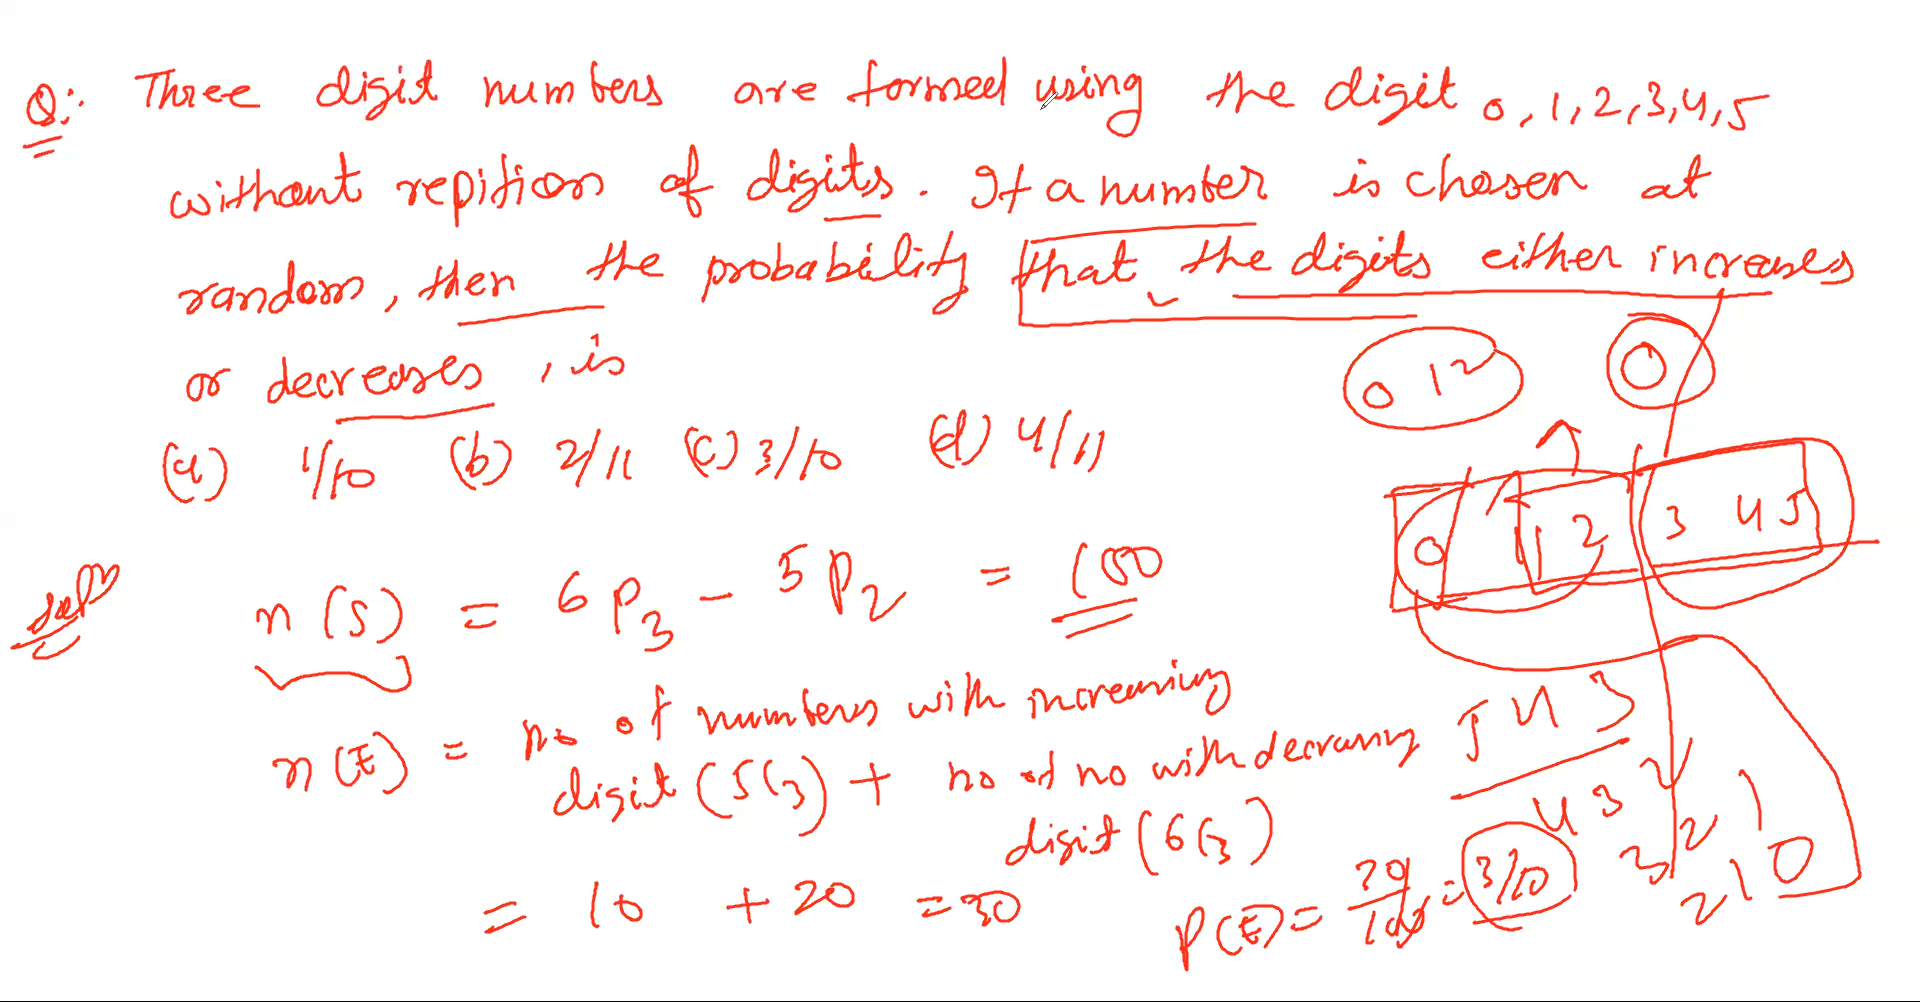 Q:. Three digit numbers are formed using the digit 0,1,2,3,4,5
without repition of digits. If a number is chosen at
random, then the probability that the digits either increases
or decreases, is
(a) 1/10 (b) 2/11 (c) 3/10 (d) 4/11
0 1 2 0
0 1 2 3 4 5
Soln n(S) = 6P3 - 5P2 = 100
n(E) = no of numbers with increasing
digit (5C3) + no of no with decreasing
digit (6C3)
= 10 + 20 = 30
P(E) = 30/100 = 3/10
5 4 3
4 3 2
3 2 1
2 1 0